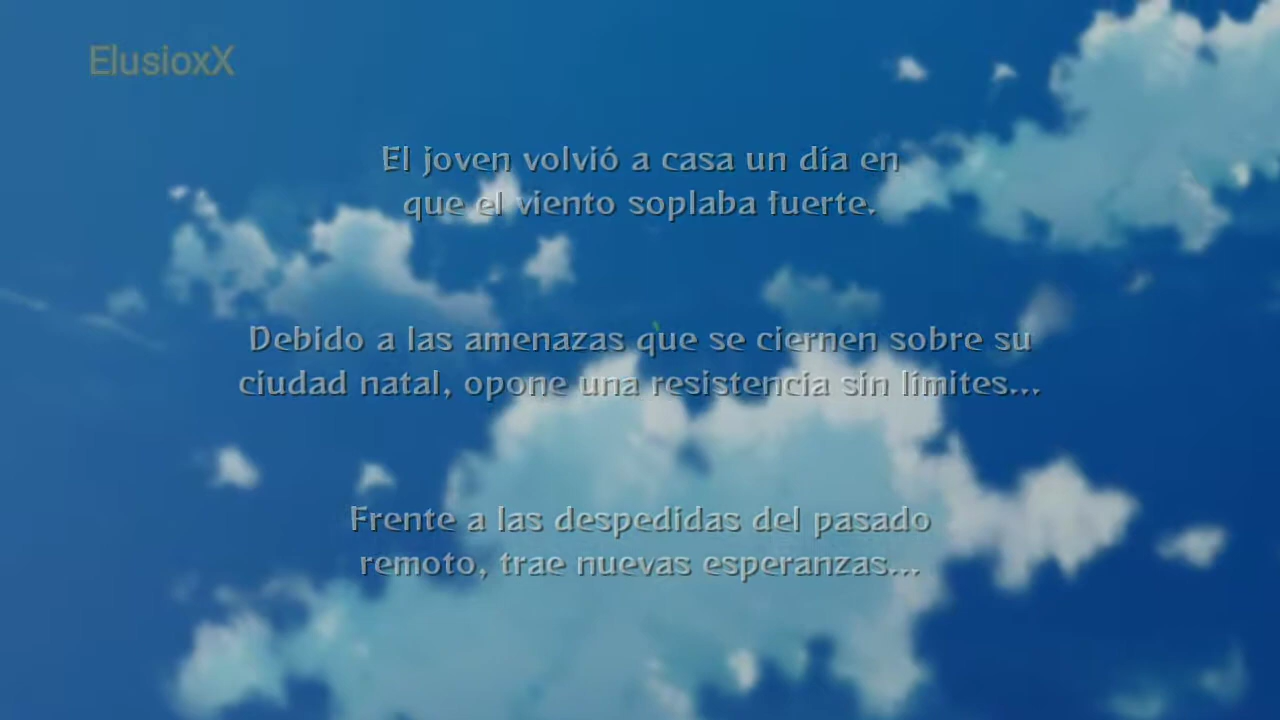 ElusioxX
El joven volvió a casa un día en
que el viento soplaba fuerte.
Debido a las amenazas que se ciernen sobre su
ciudad natal, opone una resistencia sin límites...
Frente a las despedidas del pasado
remoto, trae nuevas esperanzas...